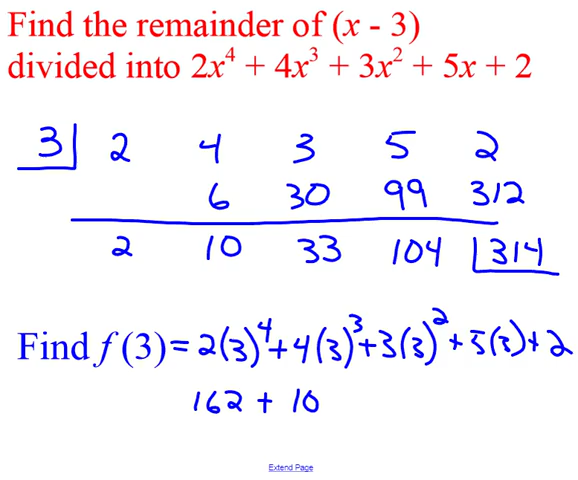 Find the remainder of (x - 3)
divided into 2x⁴ + 4x³ + 3x² + 5x + 2
3 2 4 3 5 2
6 30 99 312
2 10 33 104 314
Find f (3) = 2(3)⁴+4(3)³+3(3)²+5(3)+2
162 + 10
Extend Page